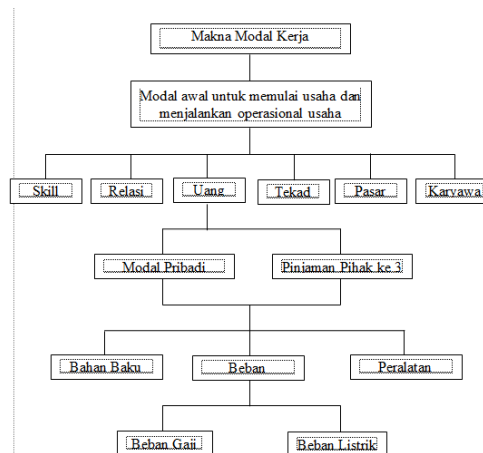 Makna Modal Kerja
Modal awal untuk memulai usaha dan
menjalankan operasional usaha
Skill
Relasi
Uang
Tekad
Pasar
Karyawa
Modal Pribadi
Pinjaman Pihak ke 3
Bahan Baku
Beban
Peralatan
Beban Gaji
Beban Listrik